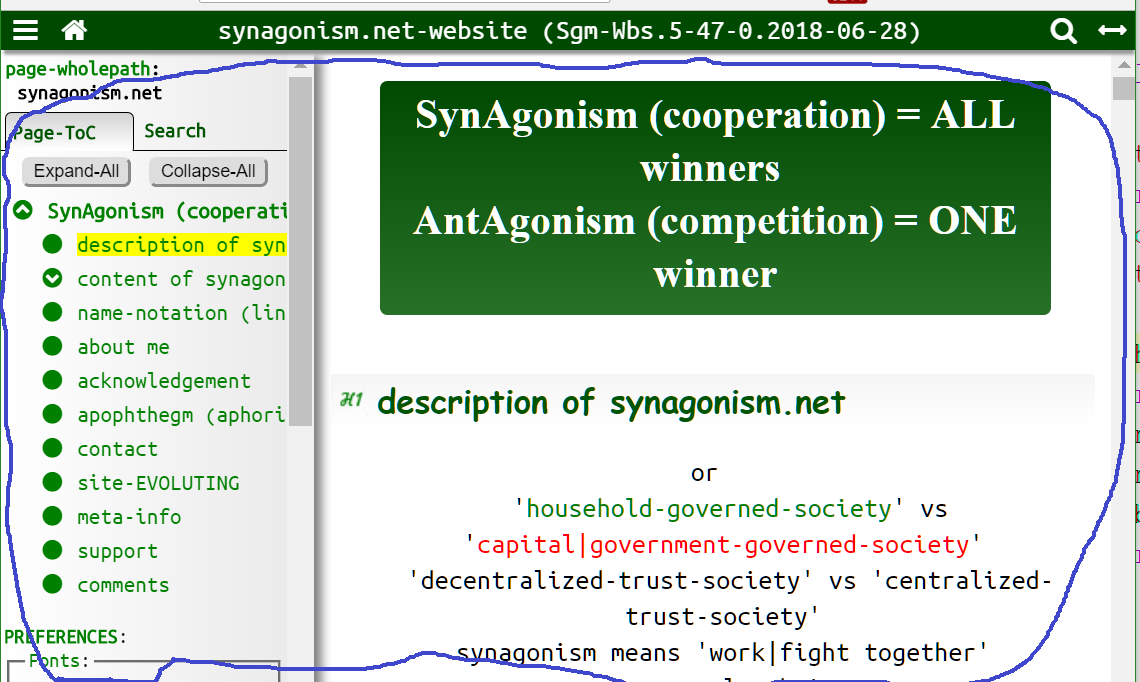 synagonism.net-website (Sgm-Wbs.5-47-0.2018-06-28)
page-wholepath:
synagonism.net
Page-ToC
Search
Expand-All
Collapse-All
SynAgonism (cooperati
description of syn
content of synagon
name-notation (lin
about me
acknowledgement
apophthegm (aphori
contact
site-EVOLUTING
meta-info
support
comments
PREFERENCES:
Fonts:
SynAgonism (cooperation) = ALL
winners
AntAgonism (competition) = ONE
winner
H1 description of synagonism.net
or
'household-governed-society' vs
'capital|government-governed-society'
'decentralized-trust-society' vs 'centralized-
trust-society'
synagonism means 'work|fight together'